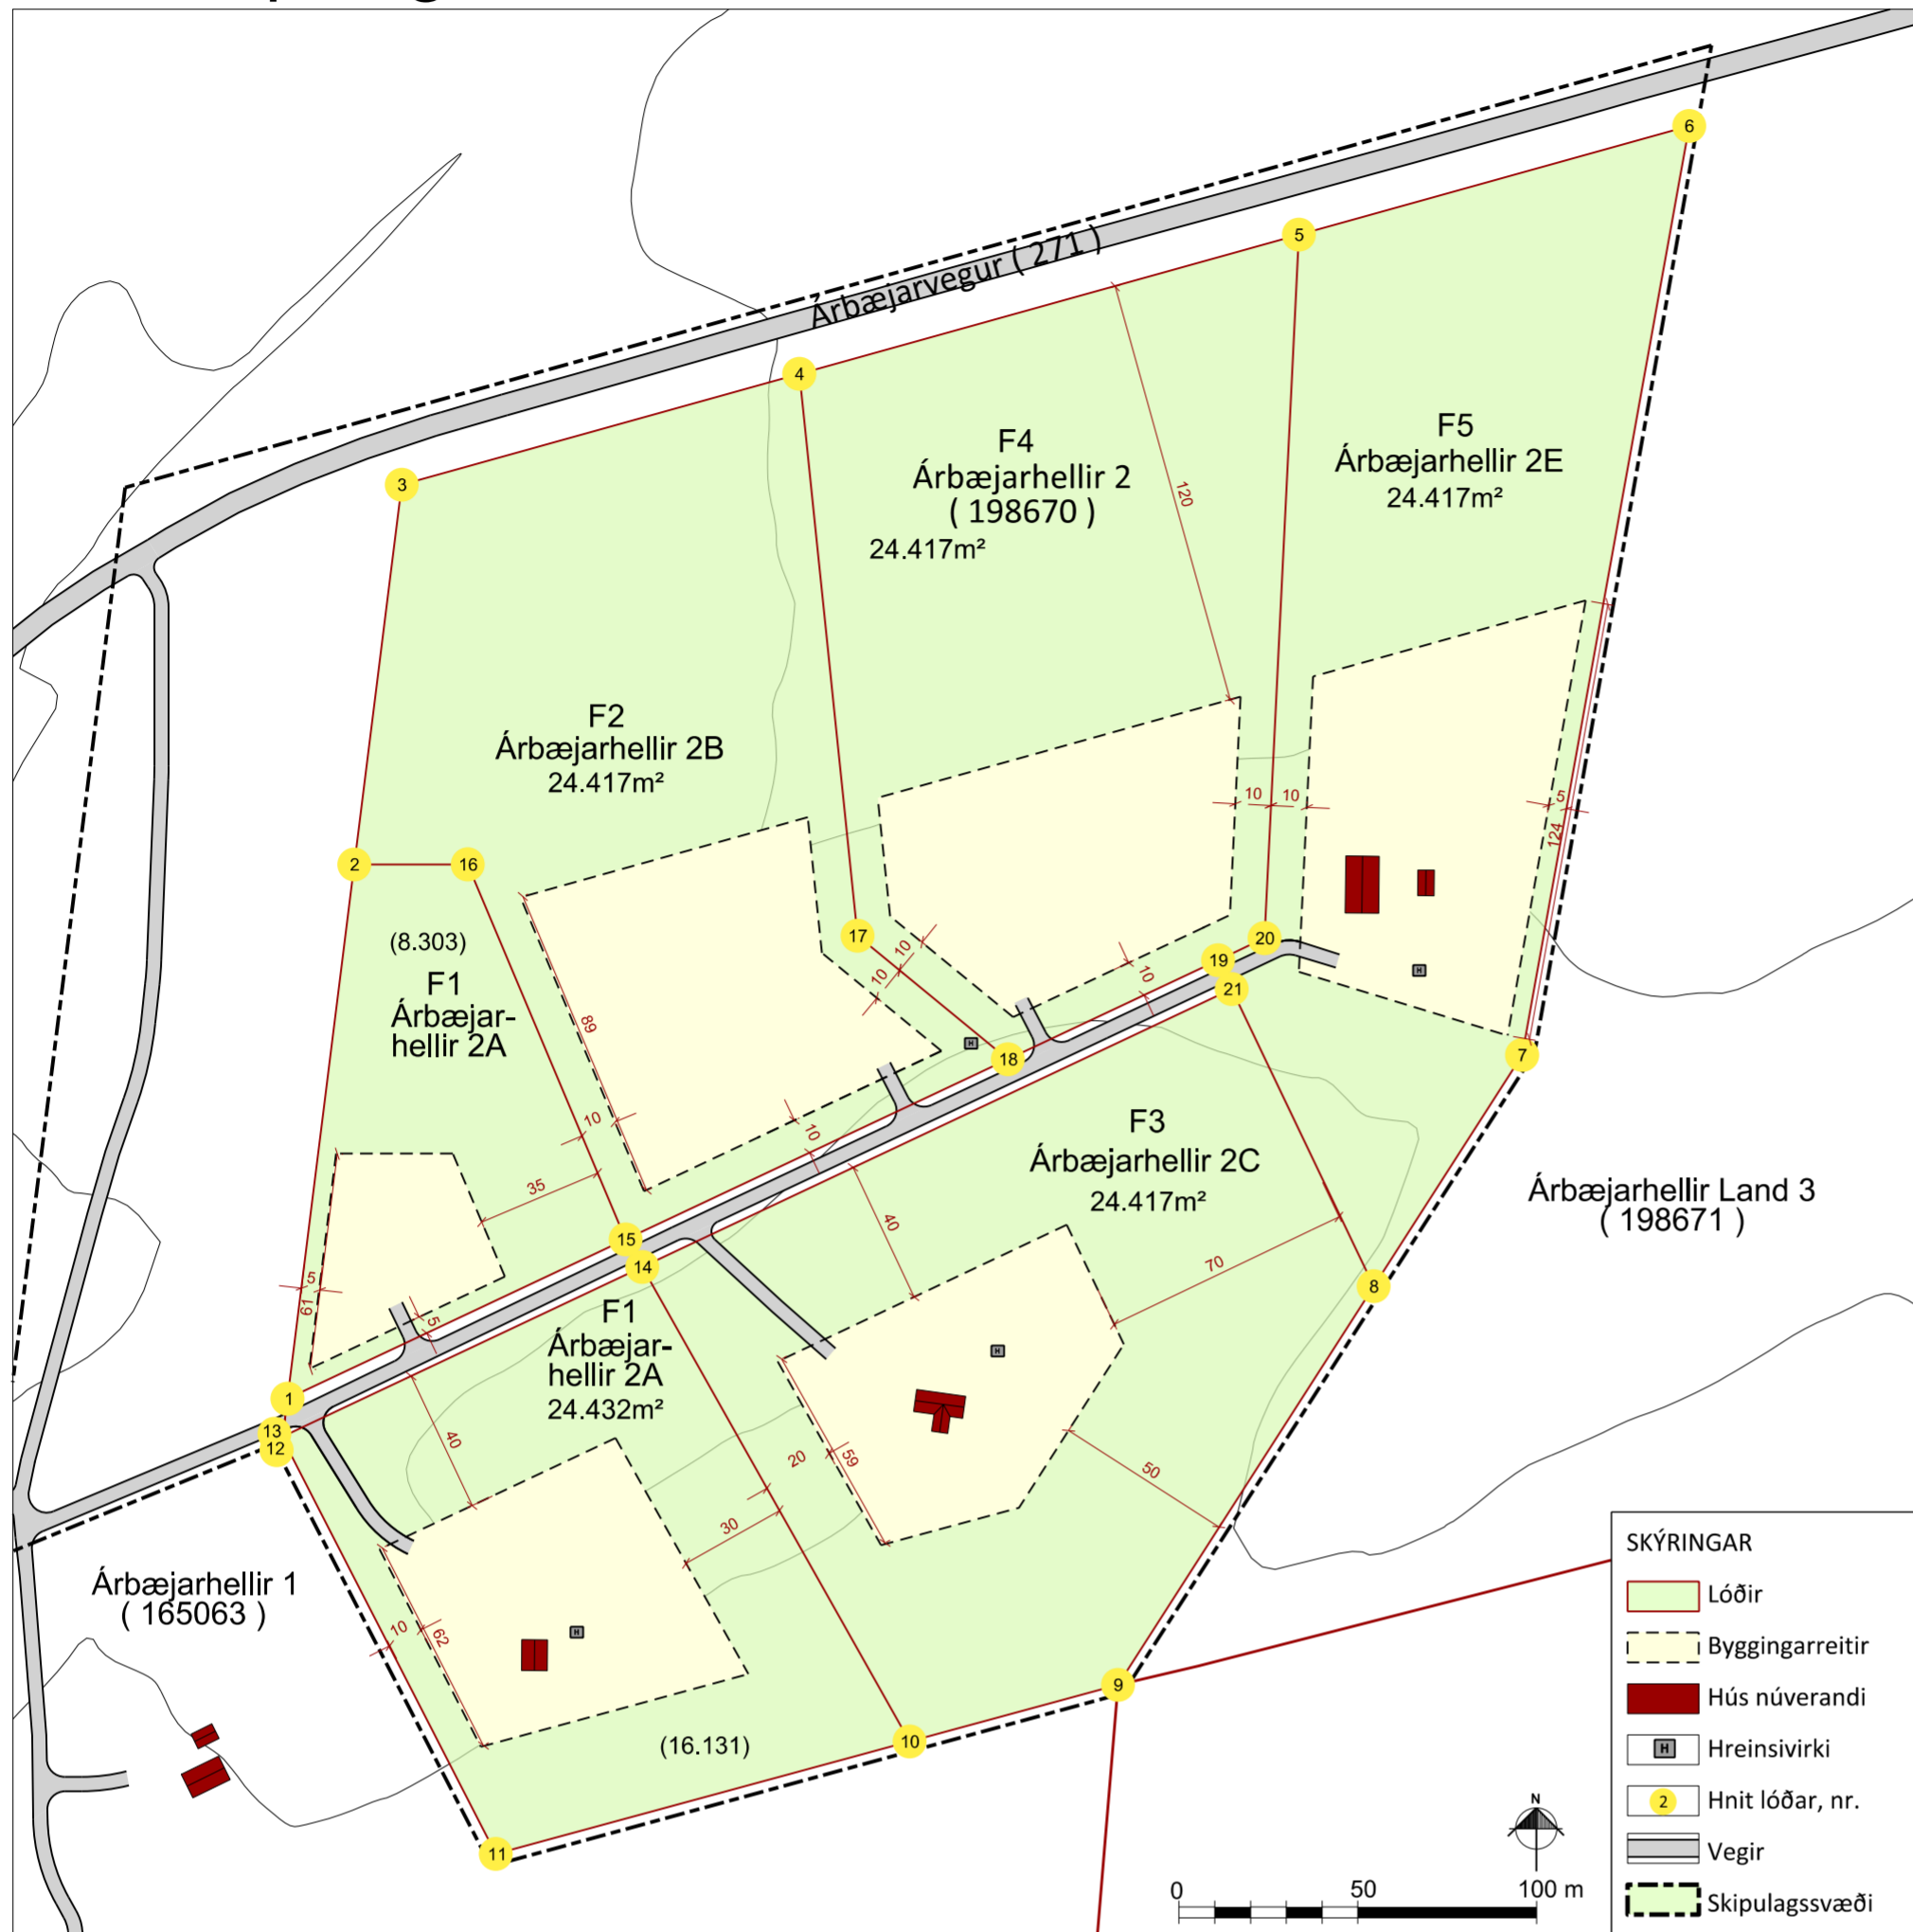 Árbæjarvegur ( 271 )
6
5
4
3
F5
Árbæjarhellir 2E
24.417m²
F4
Árbæjarhellir 2
( 198670 )
24.417m²
120
F2
Árbæjarhellir 2B
24.417m²
10
10
5
124
2
16
(8.303)
F1
Árbæjar-
hellir 2A
17
10
10
20
19
21
10
H
H
18
7
89
10
10
35
5
61
5
15
14
F3
Árbæjarhellir 2C
24.417m²
40
70
8
Árbæjarhellir Land 3
( 198671 )
1
13
12
F1
Árbæjar-
hellir 2A
24.432m²
40
H
20
59
50
30
Árbæjarhellir 1
( 165063 )
10
62
H
(16.131)
9
10
11
N
0
50
100 m
SKÝRINGAR
Lóðir
Byggingarreitir
Hús núverandi
H
Hreinsivirki
2
Hnit lóðar, nr.
Vegir
Skipulagssvæði